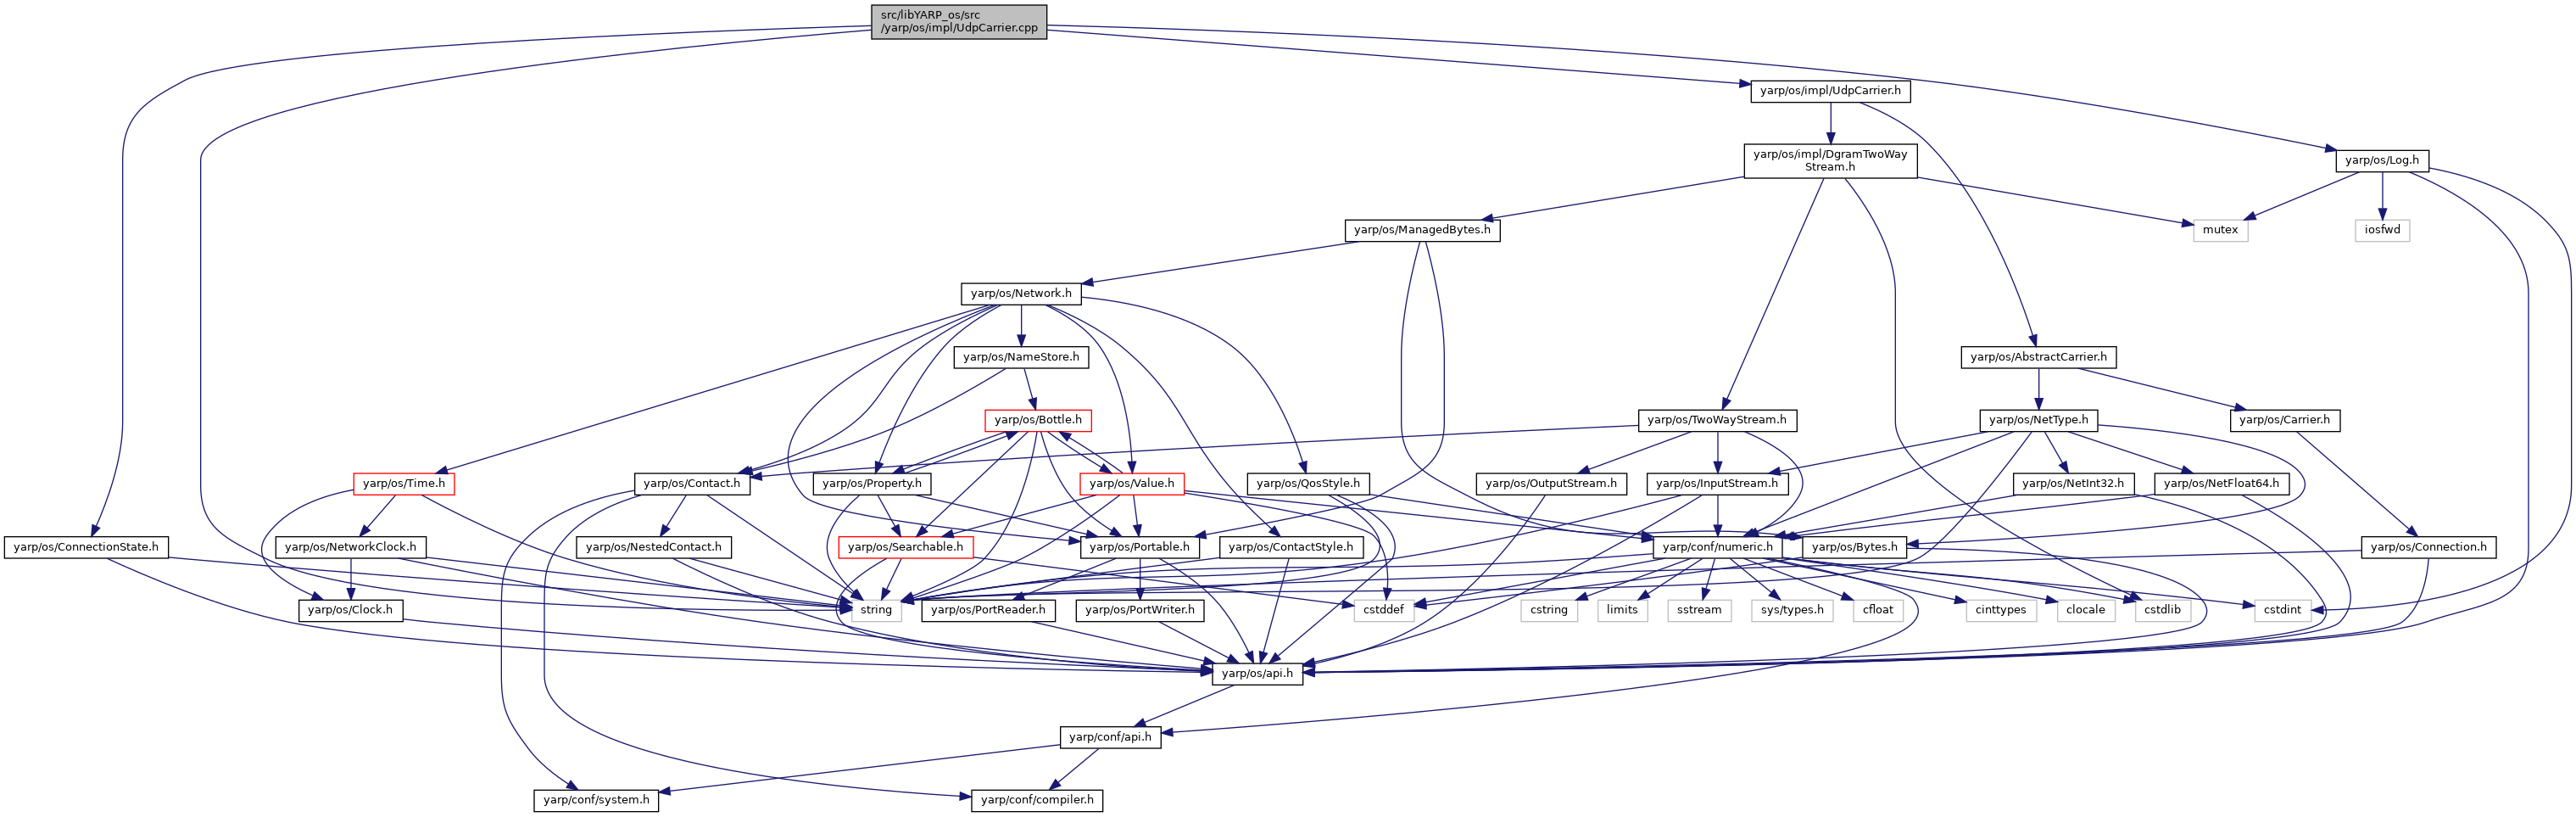 src/libYARP_os/src
/yarp/os/impl/UdpCarrier.cpp
yarp/os/impl/UdpCarrier.h
yarp/os/impl/DgramTwoWay
Stream.h
yarp/os/Log.h
yarp/os/ManagedBytes.h
mutex
iosfwd
yarp/os/Network.h
yarp/os/NameStore.h
yarp/os/AbstractCarrier.h
yarp/os/Bottle.h
yarp/os/TwoWayStream.h
yarp/os/NetType.h
yarp/os/Carrier.h
yarp/os/Time.h
yarp/os/Contact.h
yarp/os/Property.h
yarp/os/Value.h
yarp/os/QosStyle.h
yarp/os/OutputStream.h
yarp/os/InputStream.h
yarp/os/NetInt32.h
yarp/os/NetFloat64.h
yarp/os/ConnectionState.h
yarp/os/NetworkClock.h
yarp/os/NestedContact.h
yarp/os/Searchable.h
yarp/os/Portable.h
yarp/os/ContactStyle.h
yarp/conf/numeric.h
yarp/os/Bytes.h
yarp/os/Connection.h
yarp/os/Clock.h
string
yarp/os/PortReader.h
yarp/os/PortWriter.h
cstddef
cstring
limits
sstream
sys/types.h
cfloat
cinttypes
clocale
cstdlib
cstdint
yarp/os/api.h
yarp/conf/api.h
yarp/conf/system.h
yarp/conf/compiler.h